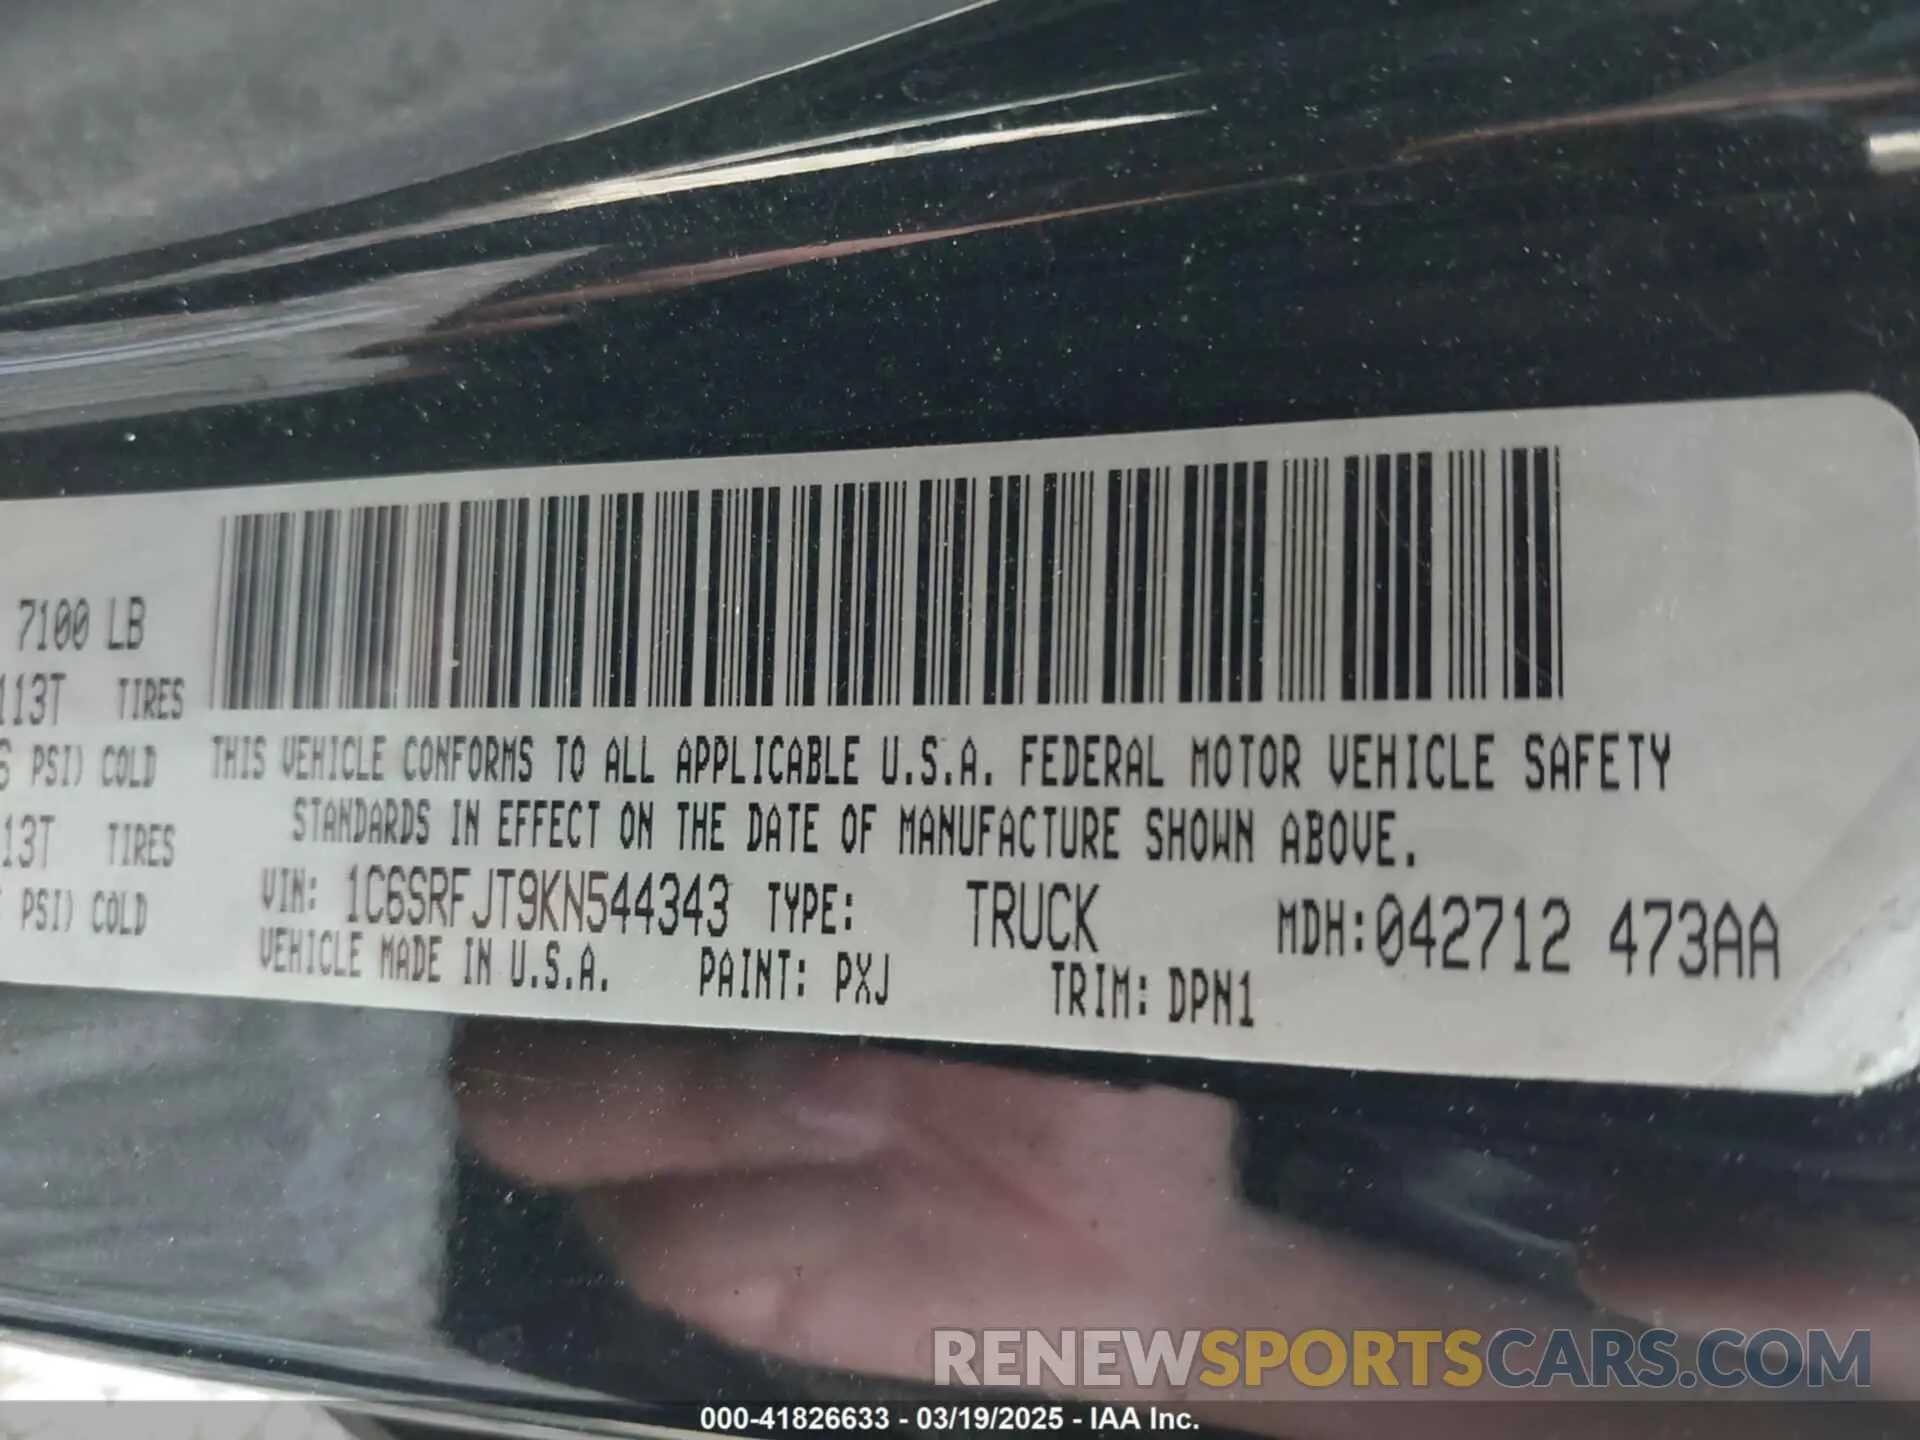 7100 LB
113T TIRES
PSI) COLD
13T TIRES
PSI) COLD
THIS VEHICLE CONFORMS TO ALL APPLICABLE U.S.A. FEDERAL MOTOR VEHICLE SAFETY
STANDARDS IN EFFECT ON THE DATE OF MANUFACTURE SHOWN ABOVE.
VIN: 1C6SRFJT9KN544343 TYPE: TRUCK MDH:042712 473AA
VEHICLE MADE IN U.S.A. PAINT: PXJ TRIM: DPN1
RENEWSPORTSCARS.COM
000-41826633 - 03/19/2025 - IAA Inc.